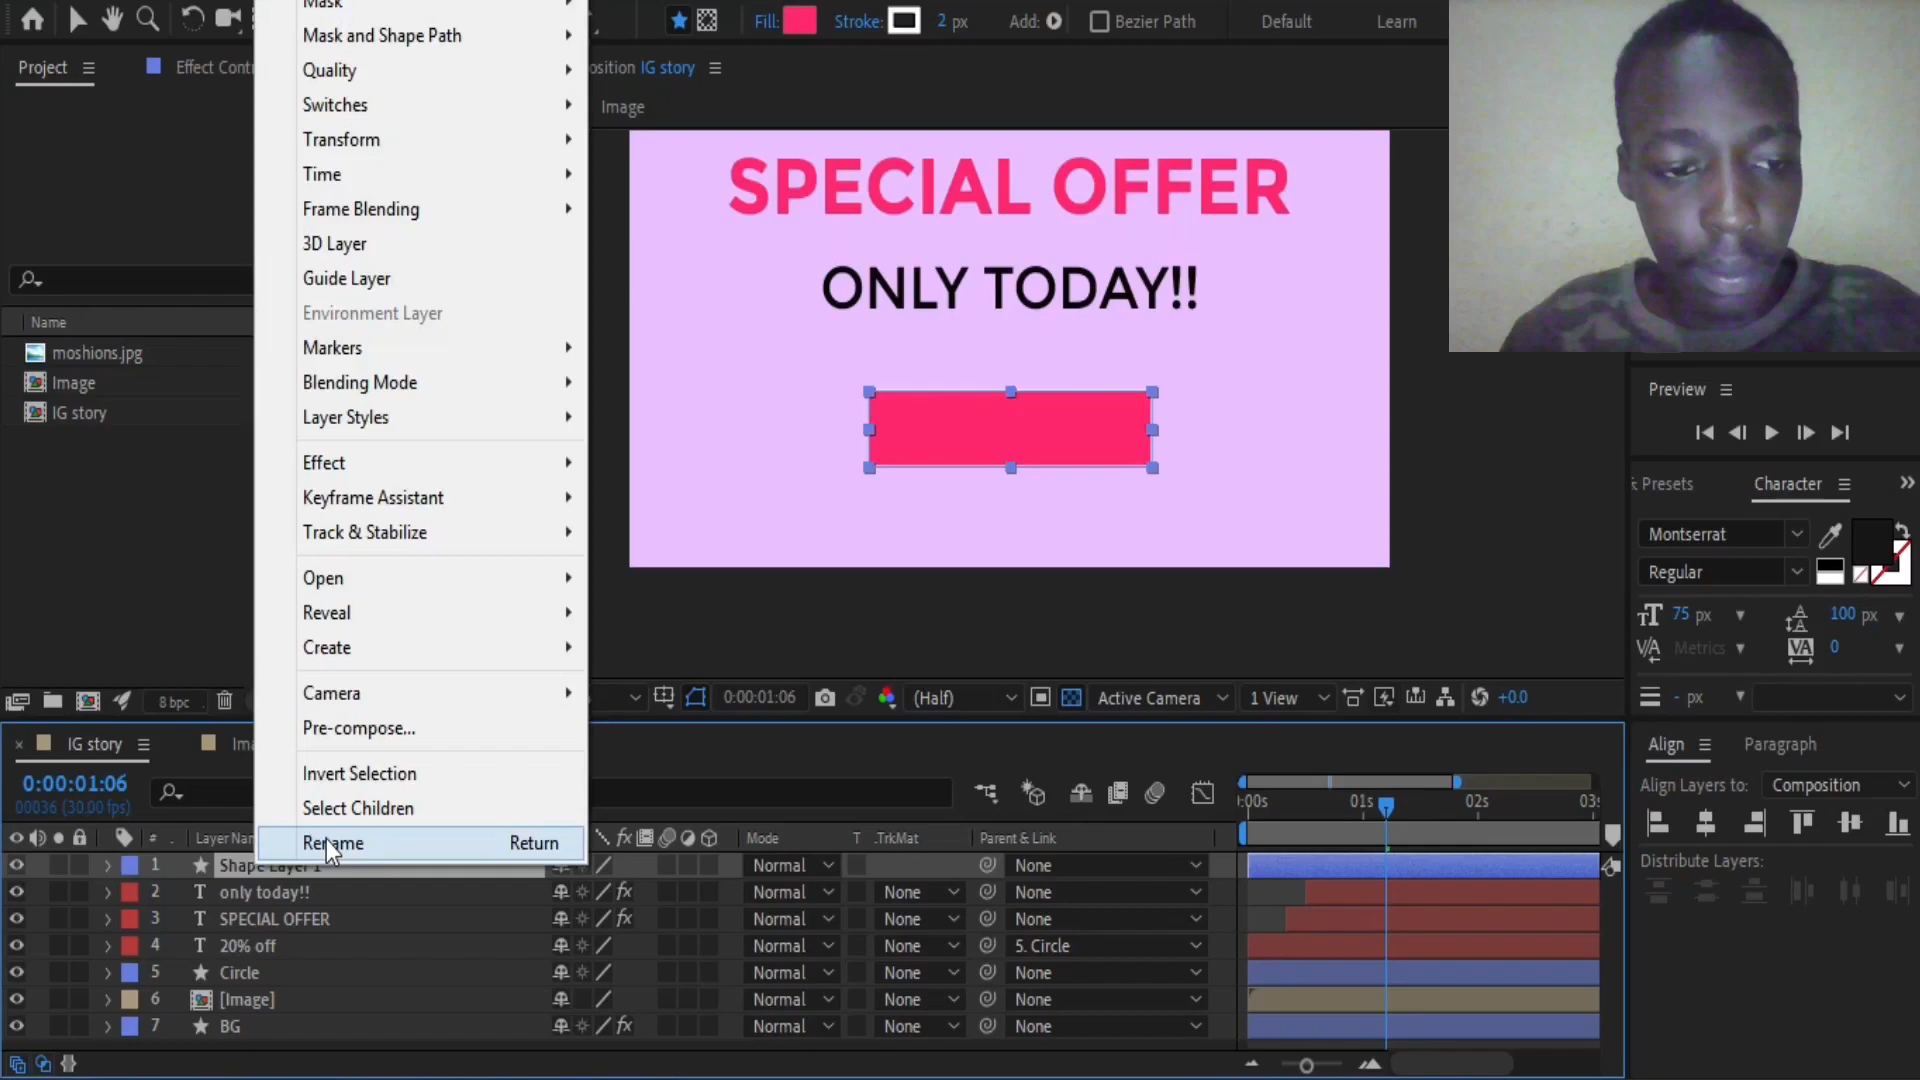 Mask
Fill: Stroke: 2 px Add: Bezier Path Default Learn
Mask and Shape Path
Project Effect Contr
osition IG story
Quality
Switches
Image
Transform
Time
Frame Blending
3D Layer
Guide Layer
Environment Layer
Markers
Blending Mode
Layer Styles
Effect
Keyframe Assistant
Track & Stabilize
Open
Reveal
Create
Camera
Pre-compose...
Invert Selection
Select Children
Rename Return
SPECIAL OFFER
ONLY TODAY!!
Name
moshions.jpg
Image
IG story
8 bpc
0:00:01:06 (Half) Active Camera 1 View +0.0
Preview
Presets Character
Montserrat
Regular
75 px 100 px
Metrics 0
- px
Align Paragraph
Align Layers to: Composition
Distribute Layers:
IG story Ima
0:00:01:06
00036 (30.00 fps)
:00s 01s 02s 03s
# Layer Nam Mode T .TrkMat Parent & Link
1 Shape Layer 1 Normal None
2 only today!! Normal None None
3 SPECIAL OFFER Normal None None
4 20% off Normal None 5. Circle
5 Circle Normal None None
6 [Image] Normal None None
7 BG Normal None None